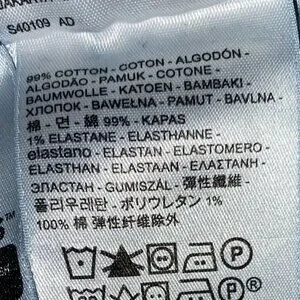 S40109 AD
99% COTTON - COTON - ALGODÓN -
ALGODÃO - PAMUK - COTONE -
BAUMWOLLE - KATOEN - BAMBAKI -
ХЛОПОК - BAWEŁNA - PAMUT - BAVLNA -
棉 - 면 - 綿 99% - KAPAS
1% ELASTANE - ELASTHANNE -
elastano - ELASTAN - ELASTOMERO -
ELASTHAN - ELASTAAN - ΕΛΑΣΤΑΝΗ -
ЭЛАСТАН - GUMISZÁL - 弹性纖維 -
폴리우레탄 - ポリウレタン 1%
100% 棉 弹性纤维除外
P